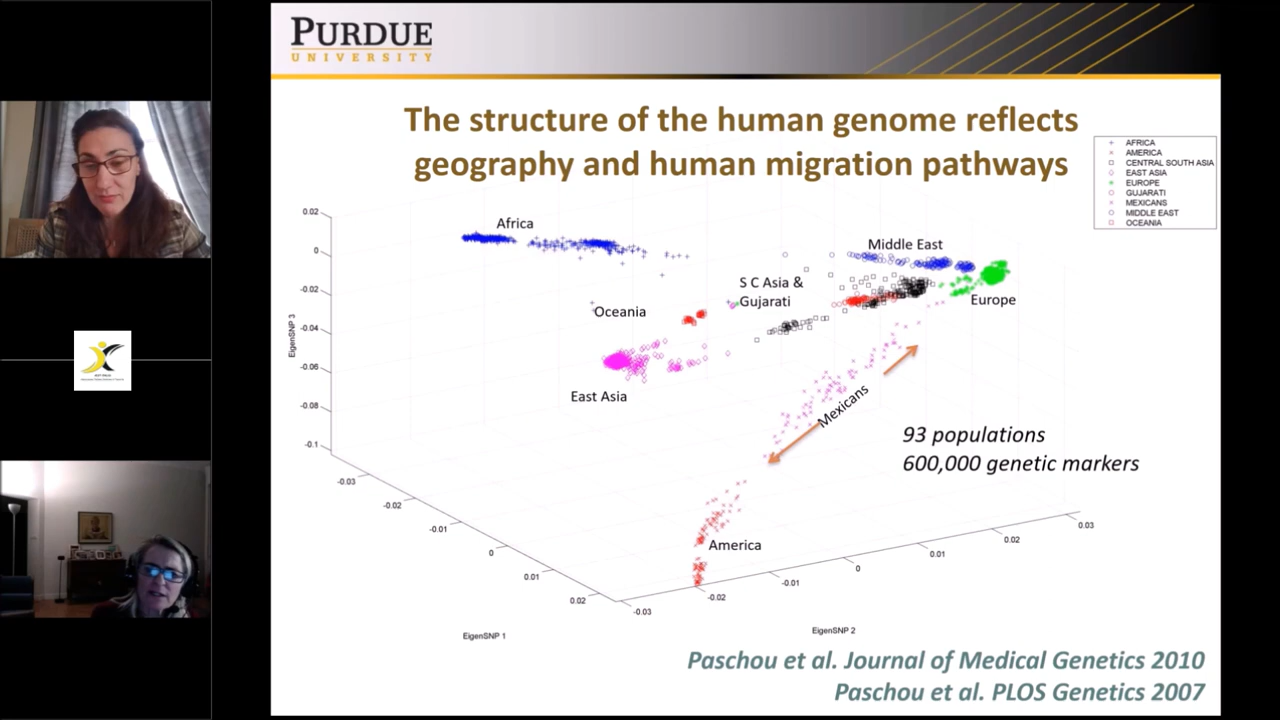 PURDUE
UNIVERSITY
The structure of the human genome reflects
geography and human migration pathways
AFRICA
AMERICA
CENTRAL SOUTH ASIA
EAST ASIA
EUROPE
GUJARATI
MEXICANS
MIDDLE EAST
OCEANIA
0.02
0
-0.02
-0.04
-0.06
-0.08
-0.1
EigenSNP 3
Africa
Middle East
S C Asia &
Gujarati
Oceania
Europe
East Asia
Mexicans
93 populations
600,000 genetic markers
America
-0.03
-0.02
-0.01
0
0.01
0.02
EigenSNP 1
-0.03
-0.02
-0.01
0
0.01
0.02
0.03
EigenSNP 2
Paschou et al. Journal of Medical Genetics 2010
Paschou et al. PLOS Genetics 2007